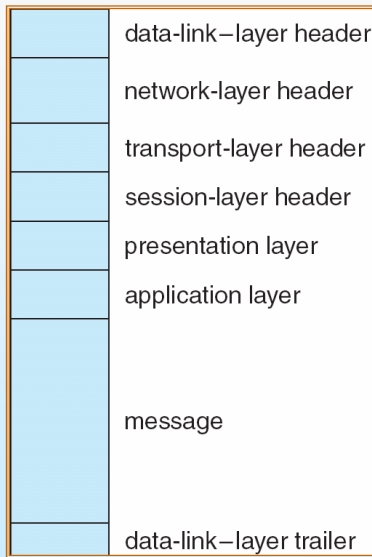 data-link–layer header
network-layer header
transport-layer header
session-layer header
presentation layer
application layer
message
data-link–layer trailer